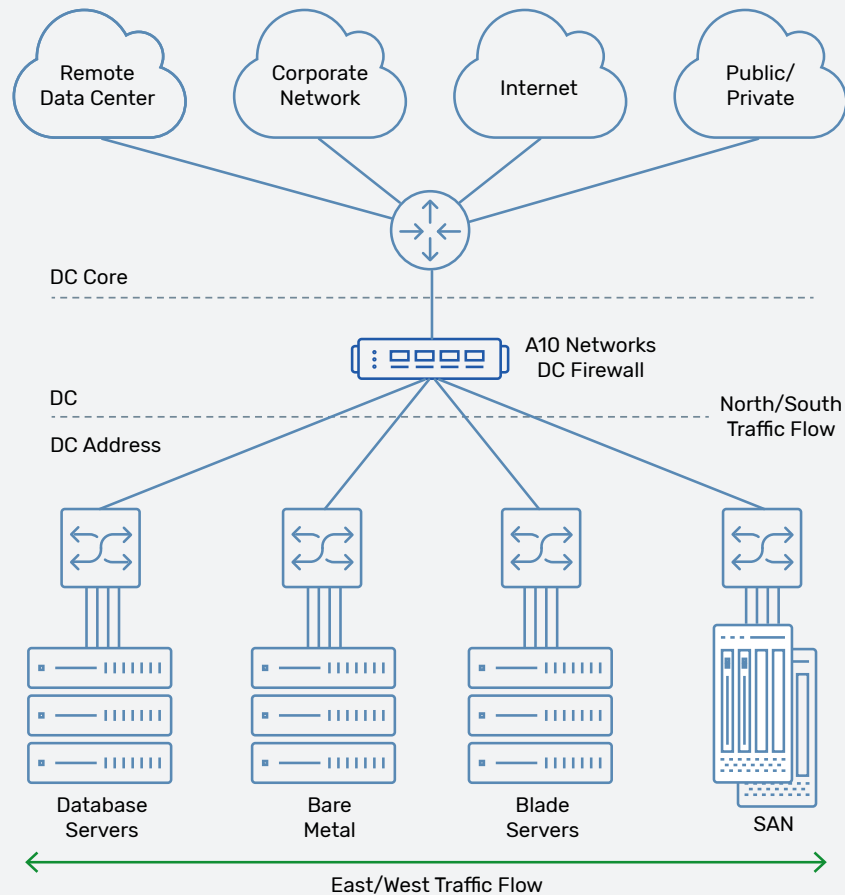 Remote
Data Center
Corporate
Network
Internet
Public/
Private
DC Core
A10 Networks
DC Firewall
DC
North/South
Traffic Flow
DC Address
Database
Servers
Bare
Metal
Blade
Servers
SAN
East/West Traffic Flow